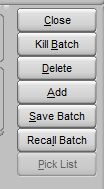 Close
Kill Batch
Delete
Add
Save Batch
Recall Batch
Pick List